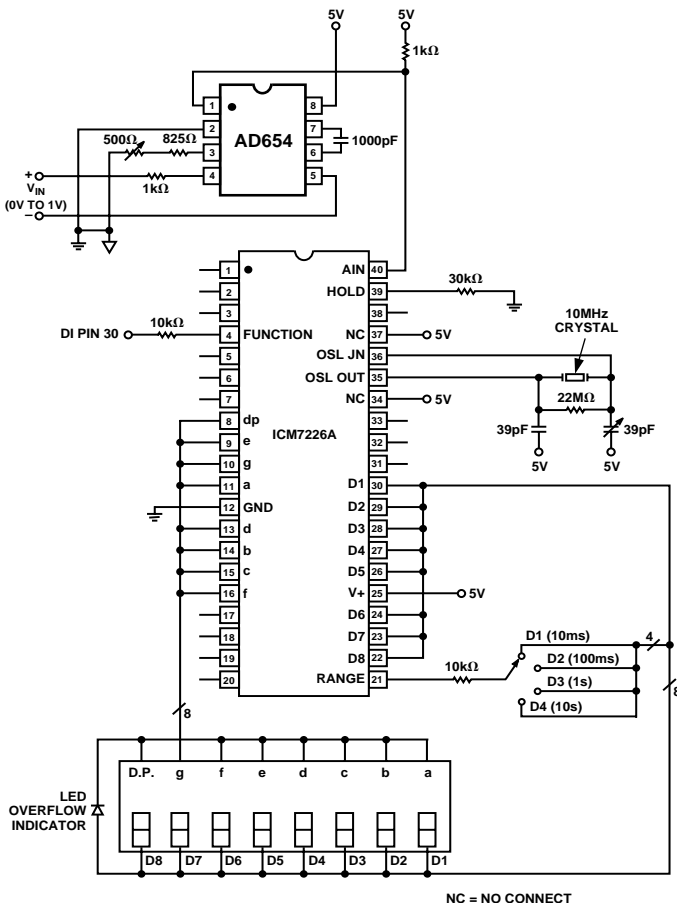 5V
5V
1kΩ
1
8
2
7
AD654
500Ω
825Ω
3
6
1000pF
+
4
5
VIN
1kΩ
(0V TO 1V)
–
1
AIN
40
2
HOLD
39
30kΩ
3
38
10MHz
CRYSTAL
DI PIN 30
10kΩ
4
FUNCTION
NC
37
5V
5
OSL JN
36
6
OSL OUT
35
7
NC
34
5V
22MΩ
8
dp
33
ICM7226A
39pF
39pF
9
e
32
10
g
31
5V
5V
11
a
D1
30
12
GND
D2
29
13
d
D3
28
14
b
D4
27
15
c
D5
26
16
f
V+
25
5V
17
D6
24
18
D7
23
D1 (10ms)
4
19
D8
22
D2 (100ms)
20
RANGE
21
10kΩ
D3 (1s)
8
D4 (10s)
8
D.P.
g
f
e
d
c
b
a
LED
OVERFLOW
INDICATOR
D8
D7
D6
D5
D4
D3
D2
D1
NC = NO CONNECT